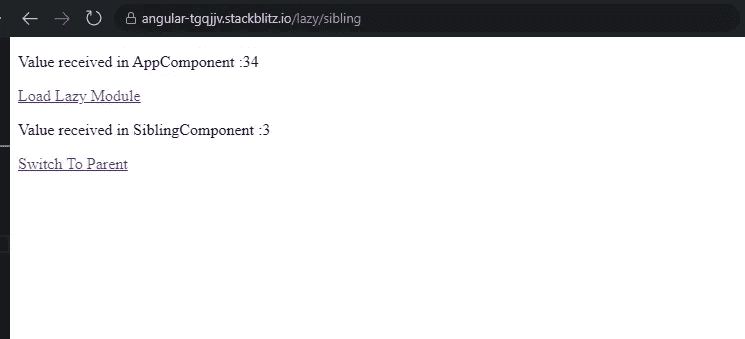 angular-tgqjjv.stackblitz.io/lazy/sibling
Value received in AppComponent :34
Load Lazy Module
Value received in SiblingComponent :3
Switch To Parent